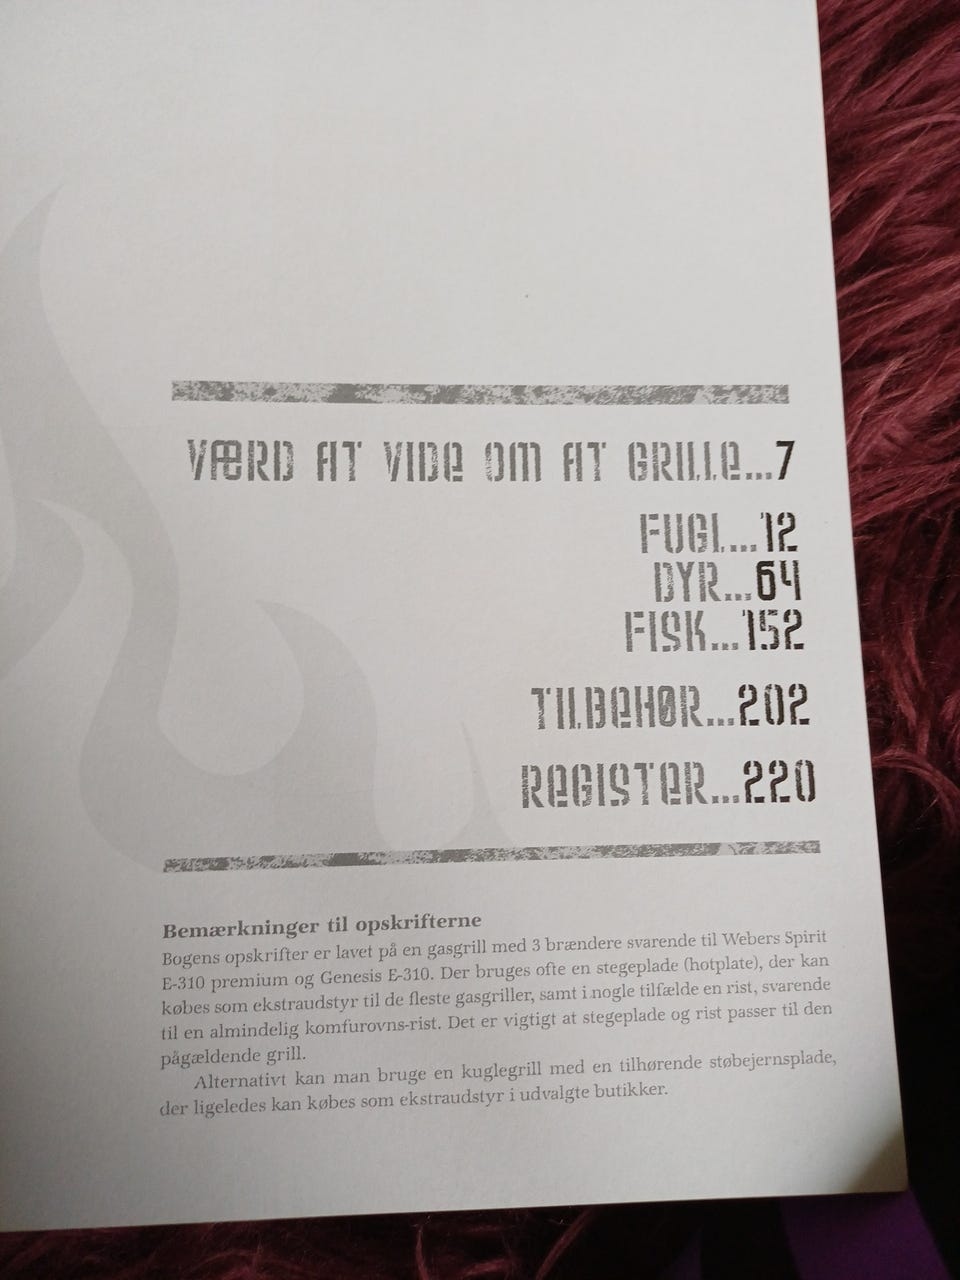 VÆRD AT VIDE OM AT GRILLE...7
FUGL...12
DYR...64
FISK...152
TILBEHØR...202
REGISTER...220
Bemærkninger til opskrifterne
Bogens opskrifter er lavet på en gasgrill med 3 brændere svarende til Webers Spirit
E-310 premium og Genesis E-310. Der bruges ofte en stegeplade (hotplate), der kan
købes som ekstraudstyr til de fleste gasgriller, samt i nogle tilfælde en rist, svarende
til en almindelig komfurovns-rist. Det er vigtigt at stegeplade og rist passer til den
pågældende grill.
Alternativt kan man bruge en kuglegrill med en tilhørende støbejernsplade,
der ligeledes kan købes som ekstraudstyr i udvalgte butikker.